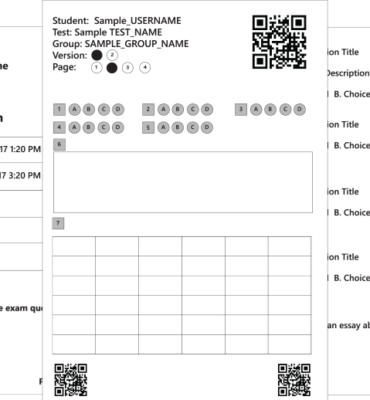 Student: Sample_USERNAME
Test: Sample TEST_NAME
Group: SAMPLE_GROUP_NAME
Version: 2
Page: 1 3 4
1 A B C D 2 A B C D 3 A B C D
4 A B C D 5 A B C D
6
7
17 1:20 PM
17 3:20 PM
e exam que
ion Title
Description
B. Choice
ion Title
B. Choice
ion Title
B. Choice
ion Title
B. Choice
an essay ab